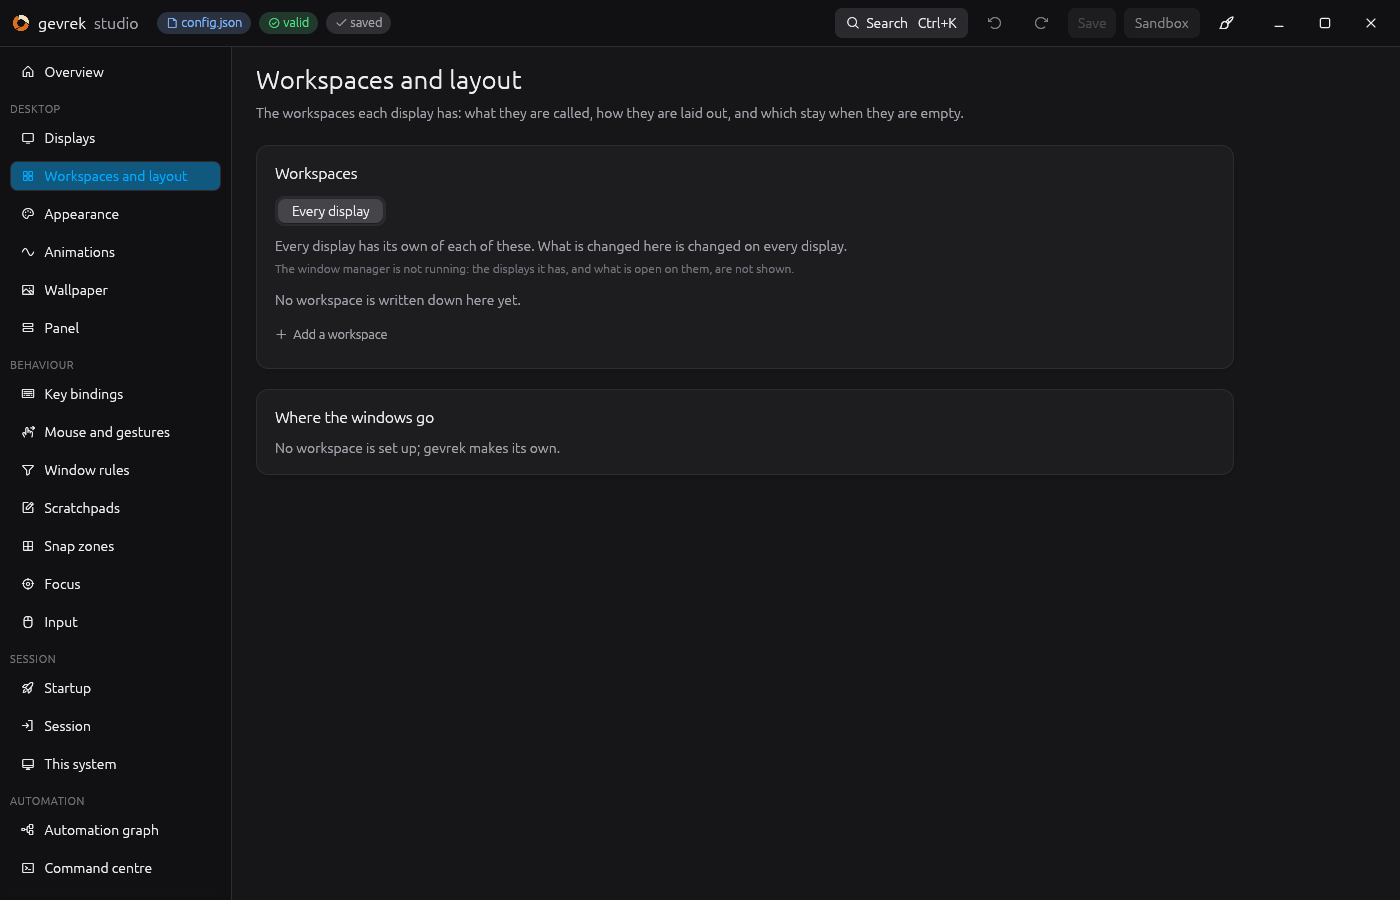 gevrek studio config.json valid saved Search Ctrl+K Save Sandbox
Overview
DESKTOP
Displays
Workspaces and layout
Appearance
Animations
Wallpaper
Panel
BEHAVIOUR
Key bindings
Mouse and gestures
Window rules
Scratchpads
Snap zones
Focus
Input
SESSION
Startup
Session
This system
AUTOMATION
Automation graph
Command centre
Workspaces and layout
The workspaces each display has: what they are called, how they are laid out, and which stay when they are empty.
Workspaces
Every display
Every display has its own of each of these. What is changed here is changed on every display.
The window manager is not running: the displays it has, and what is open on them, are not shown.
No workspace is written down here yet.
Add a workspace
Where the windows go
No workspace is set up; gevrek makes its own.